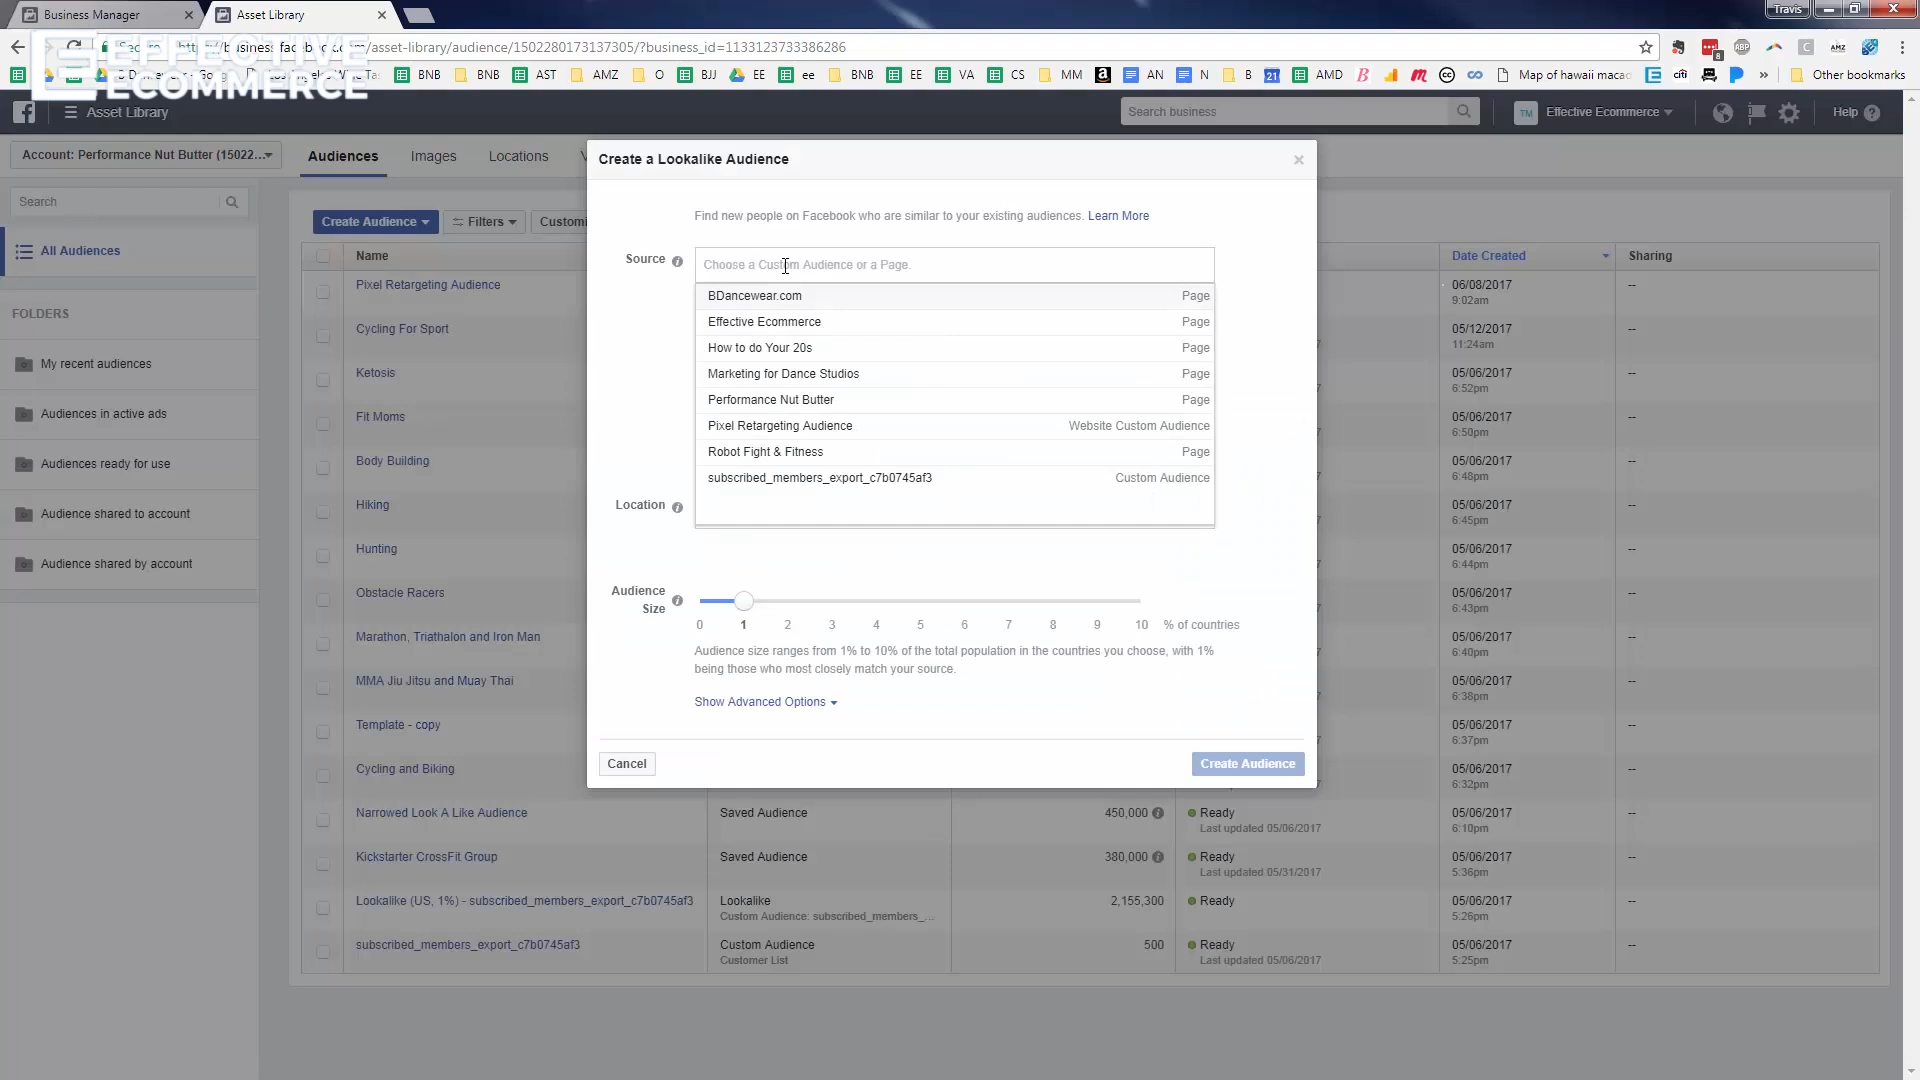 Business Manager
Asset Library
Travis
EFFECTIVE
ECOMMERCE
Secure
https://business.facebook.com/asset-library/audience/1502280173137305/?business_id=1133123733386286
BNB
BNB
AST
AMZ
O
BJJ
EE
ee
BNB
EE
VA
CS
MM
AN
N
B
21
AMD
Map of hawaii maca
citi
»
Other bookmarks
Asset Library
Search business
TM
Effective Ecommerce
Help
Account: Performance Nut Butter (15022...
Audiences
Images
Locations
Search
All Audiences
FOLDERS
My recent audiences
Audiences in active ads
Audiences ready for use
Audience shared to account
Audience shared by account
Create Audience
Filters
Customi
Name
Date Created
Sharing
Pixel Retargeting Audience
06/08/2017
9:02am
--
Cycling For Sport
05/12/2017
11:24am
--
Ketosis
05/06/2017
6:52pm
--
Fit Moms
05/06/2017
6:50pm
--
Body Building
05/06/2017
6:48pm
--
Hiking
05/06/2017
6:45pm
--
Hunting
05/06/2017
6:44pm
--
Obstacle Racers
05/06/2017
6:43pm
--
Marathon, Triathalon and Iron Man
05/06/2017
6:40pm
--
MMA Jiu Jitsu and Muay Thai
05/06/2017
6:38pm
--
Template - copy
05/06/2017
6:37pm
--
Cycling and Biking
05/06/2017
6:32pm
--
Narrowed Look A Like Audience
Saved Audience
450,000
Ready
Last updated 05/06/2017
05/06/2017
6:10pm
--
Kickstarter CrossFit Group
Saved Audience
380,000
Ready
Last updated 05/31/2017
05/06/2017
5:36pm
--
Lookalike (US, 1%) - subscribed_members_export_c7b0745af3
Lookalike
Custom Audience: subscribed_members_...
2,155,300
Ready
05/06/2017
5:26pm
--
subscribed_members_export_c7b0745af3
Custom Audience
Customer List
500
Ready
Last updated 05/06/2017
05/06/2017
5:25pm
--
Create a Lookalike Audience
Find new people on Facebook who are similar to your existing audiences. Learn More
Source
Choose a Custom Audience or a Page.
BDancewear.com Page
Effective Ecommerce Page
How to do Your 20s Page
Marketing for Dance Studios Page
Performance Nut Butter Page
Pixel Retargeting Audience Website Custom Audience
Robot Fight & Fitness Page
subscribed_members_export_c7b0745af3 Custom Audience
Location
Audience
Size
0 1 2 3 4 5 6 7 8 9 10 % of countries
Audience size ranges from 1% to 10% of the total population in the countries you choose, with 1%
being those who most closely match your source.
Show Advanced Options
Cancel
Create Audience